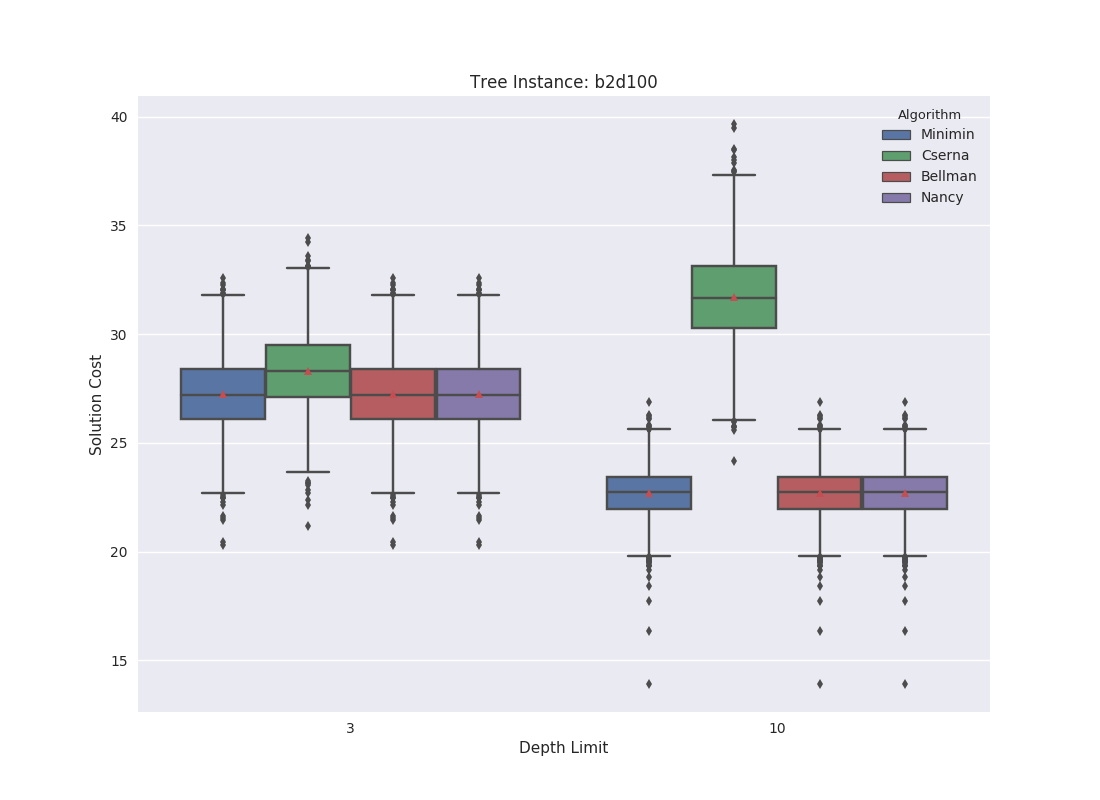 Tree Instance: b2d100
Algorithm
Minimin
Cserna
Bellman
Nancy
40
35
30
25
20
15
Solution Cost
3
10
Depth Limit